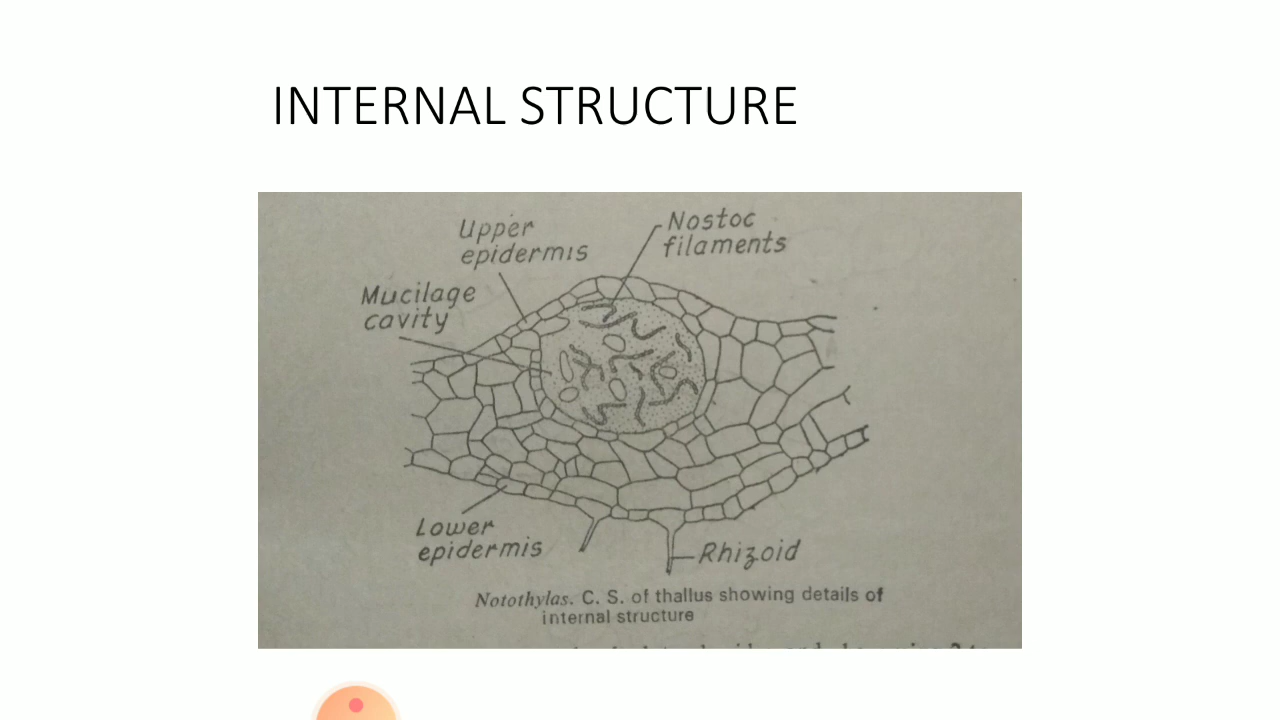 INTERNAL STRUCTURE
Upper
epidermis
Nostoc
filaments
Mucilage
cavity
Lower
epidermis
Rhizoid
Notothylas. C. S. of thallus showing details of
internal structure